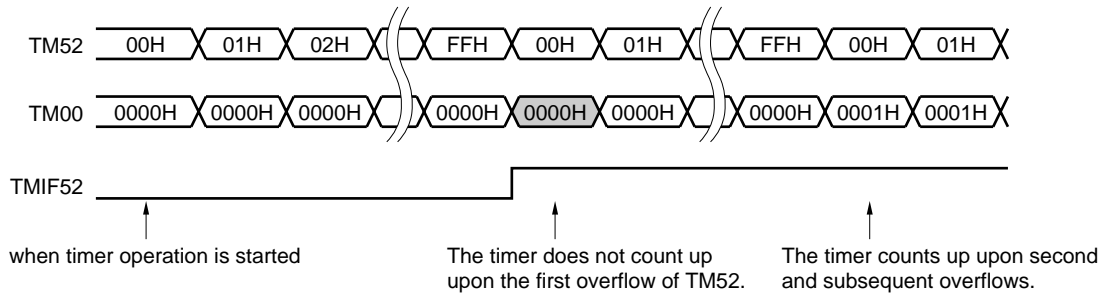 TM52 00H 01H 02H FFH 00H 01H FFH 00H 01H
TM00 0000H 0000H 0000H 0000H 0000H 0000H 0000H 0001H 0001H
TMIF52
when timer operation is started
The timer does not count up
upon the first overflow of TM52.
The timer counts up upon second
and subsequent overflows.